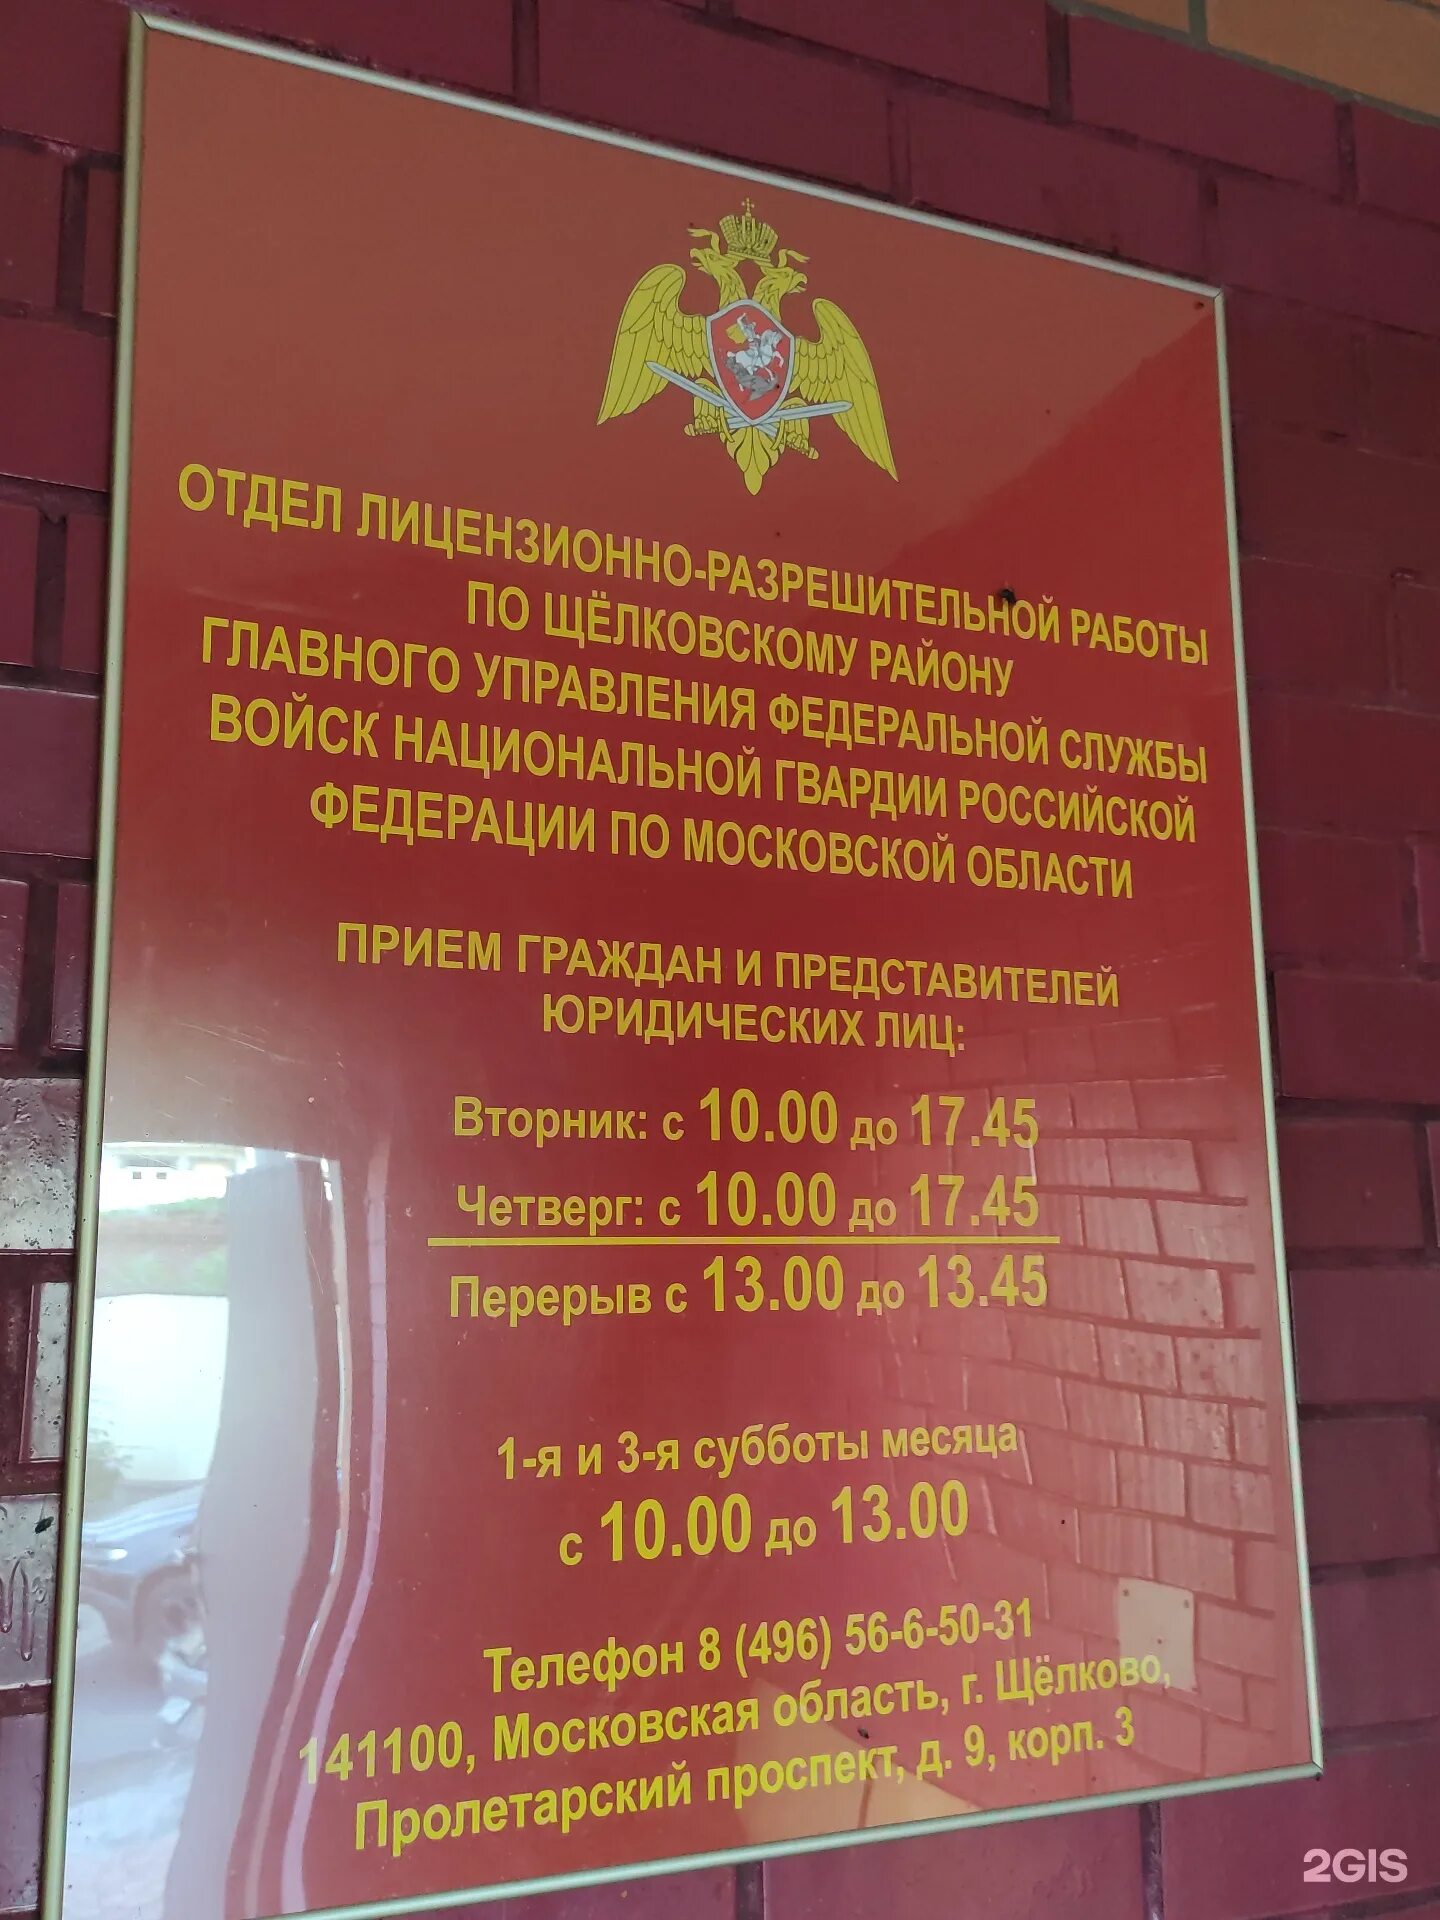 ОТДЕЛ ЛИЦЕНЗИОННО-РАЗРЕШИТЕЛЬНОЙ РАБОТЫ
ПО ЩЁЛКОВСКОМУ РАЙОНУ
ГЛАВНОГО УПРАВЛЕНИЯ ФЕДЕРАЛЬНОЙ СЛУЖБЫ
ВОЙСК НАЦИОНАЛЬНОЙ ГВАРДИИ РОССИЙСКОЙ
ФЕДЕРАЦИИ ПО МОСКОВСКОЙ ОБЛАСТИ
ПРИЕМ ГРАЖДАН И ПРЕДСТАВИТЕЛЕЙ
ЮРИДИЧЕСКИХ ЛИЦ:
Вторник: с 10.00 до 17.45
Четверг: с 10.00 до 17.45
Перерыв с 13.00 до 13.45
1-я и 3-я субботы месяца
с 10.00 до 13.00
Телефон 8 (496) 56-6-50-31
141100, Московская область, г. Щёлково,
Пролетарский проспект, д. 9, корп. 3
2GIS